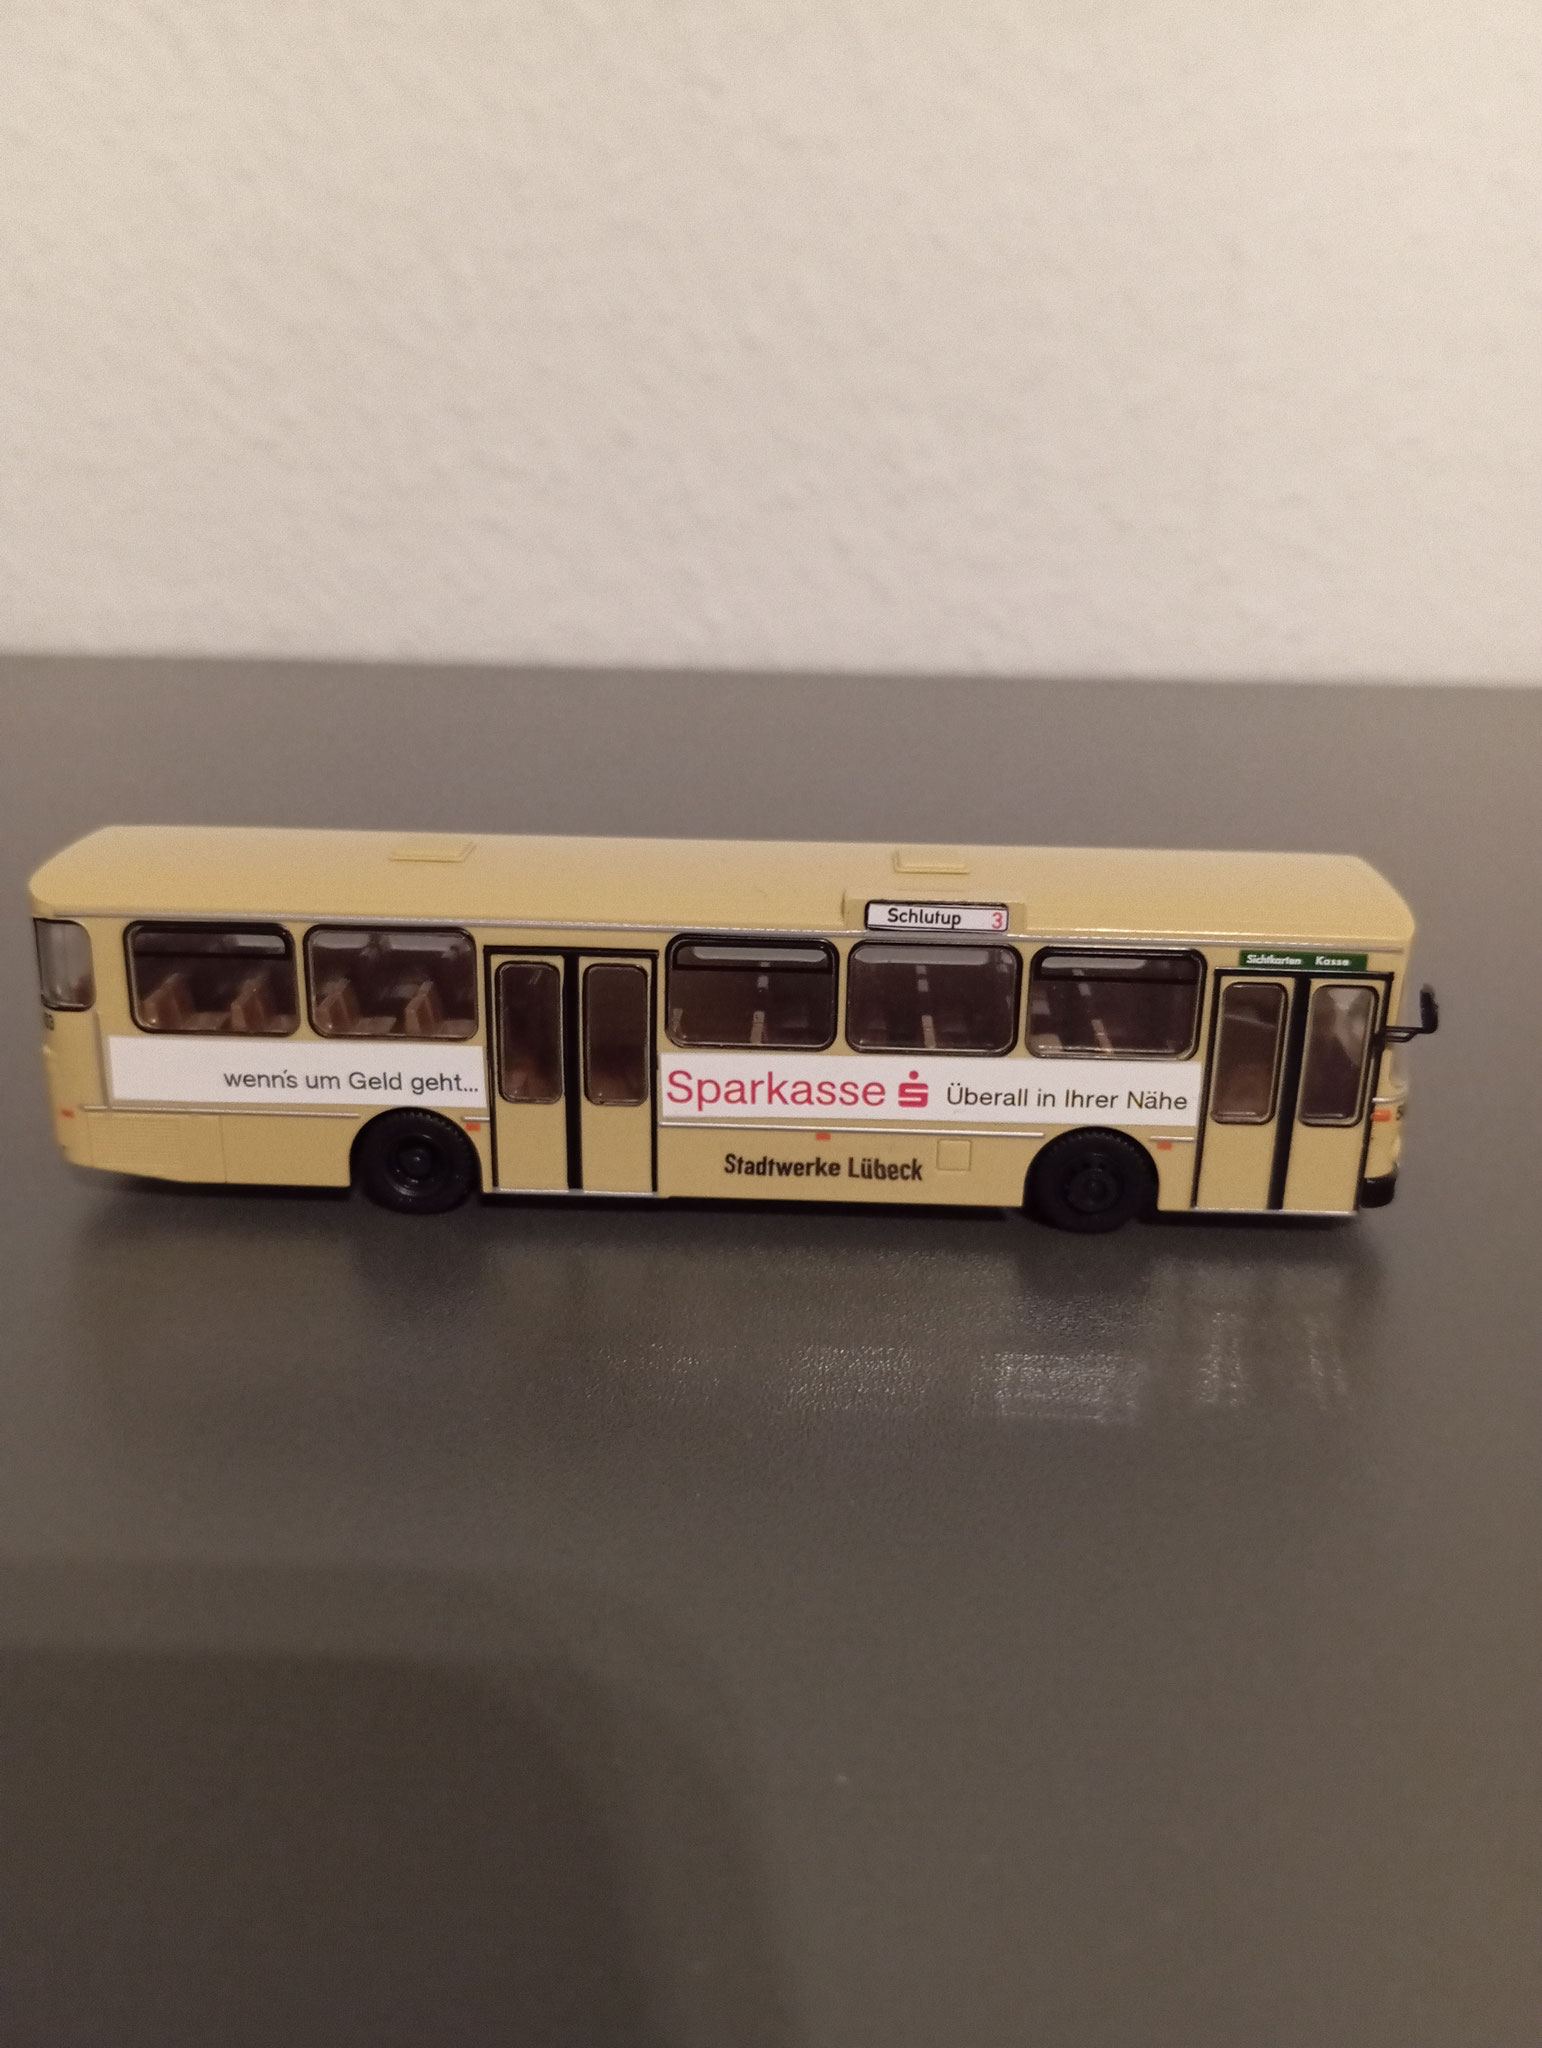 Schlutup 3
Sichtkarten Kasse
wenn's um Geld geht...
Sparkasse Überall in Ihrer Nähe
Stadtwerke Lübeck